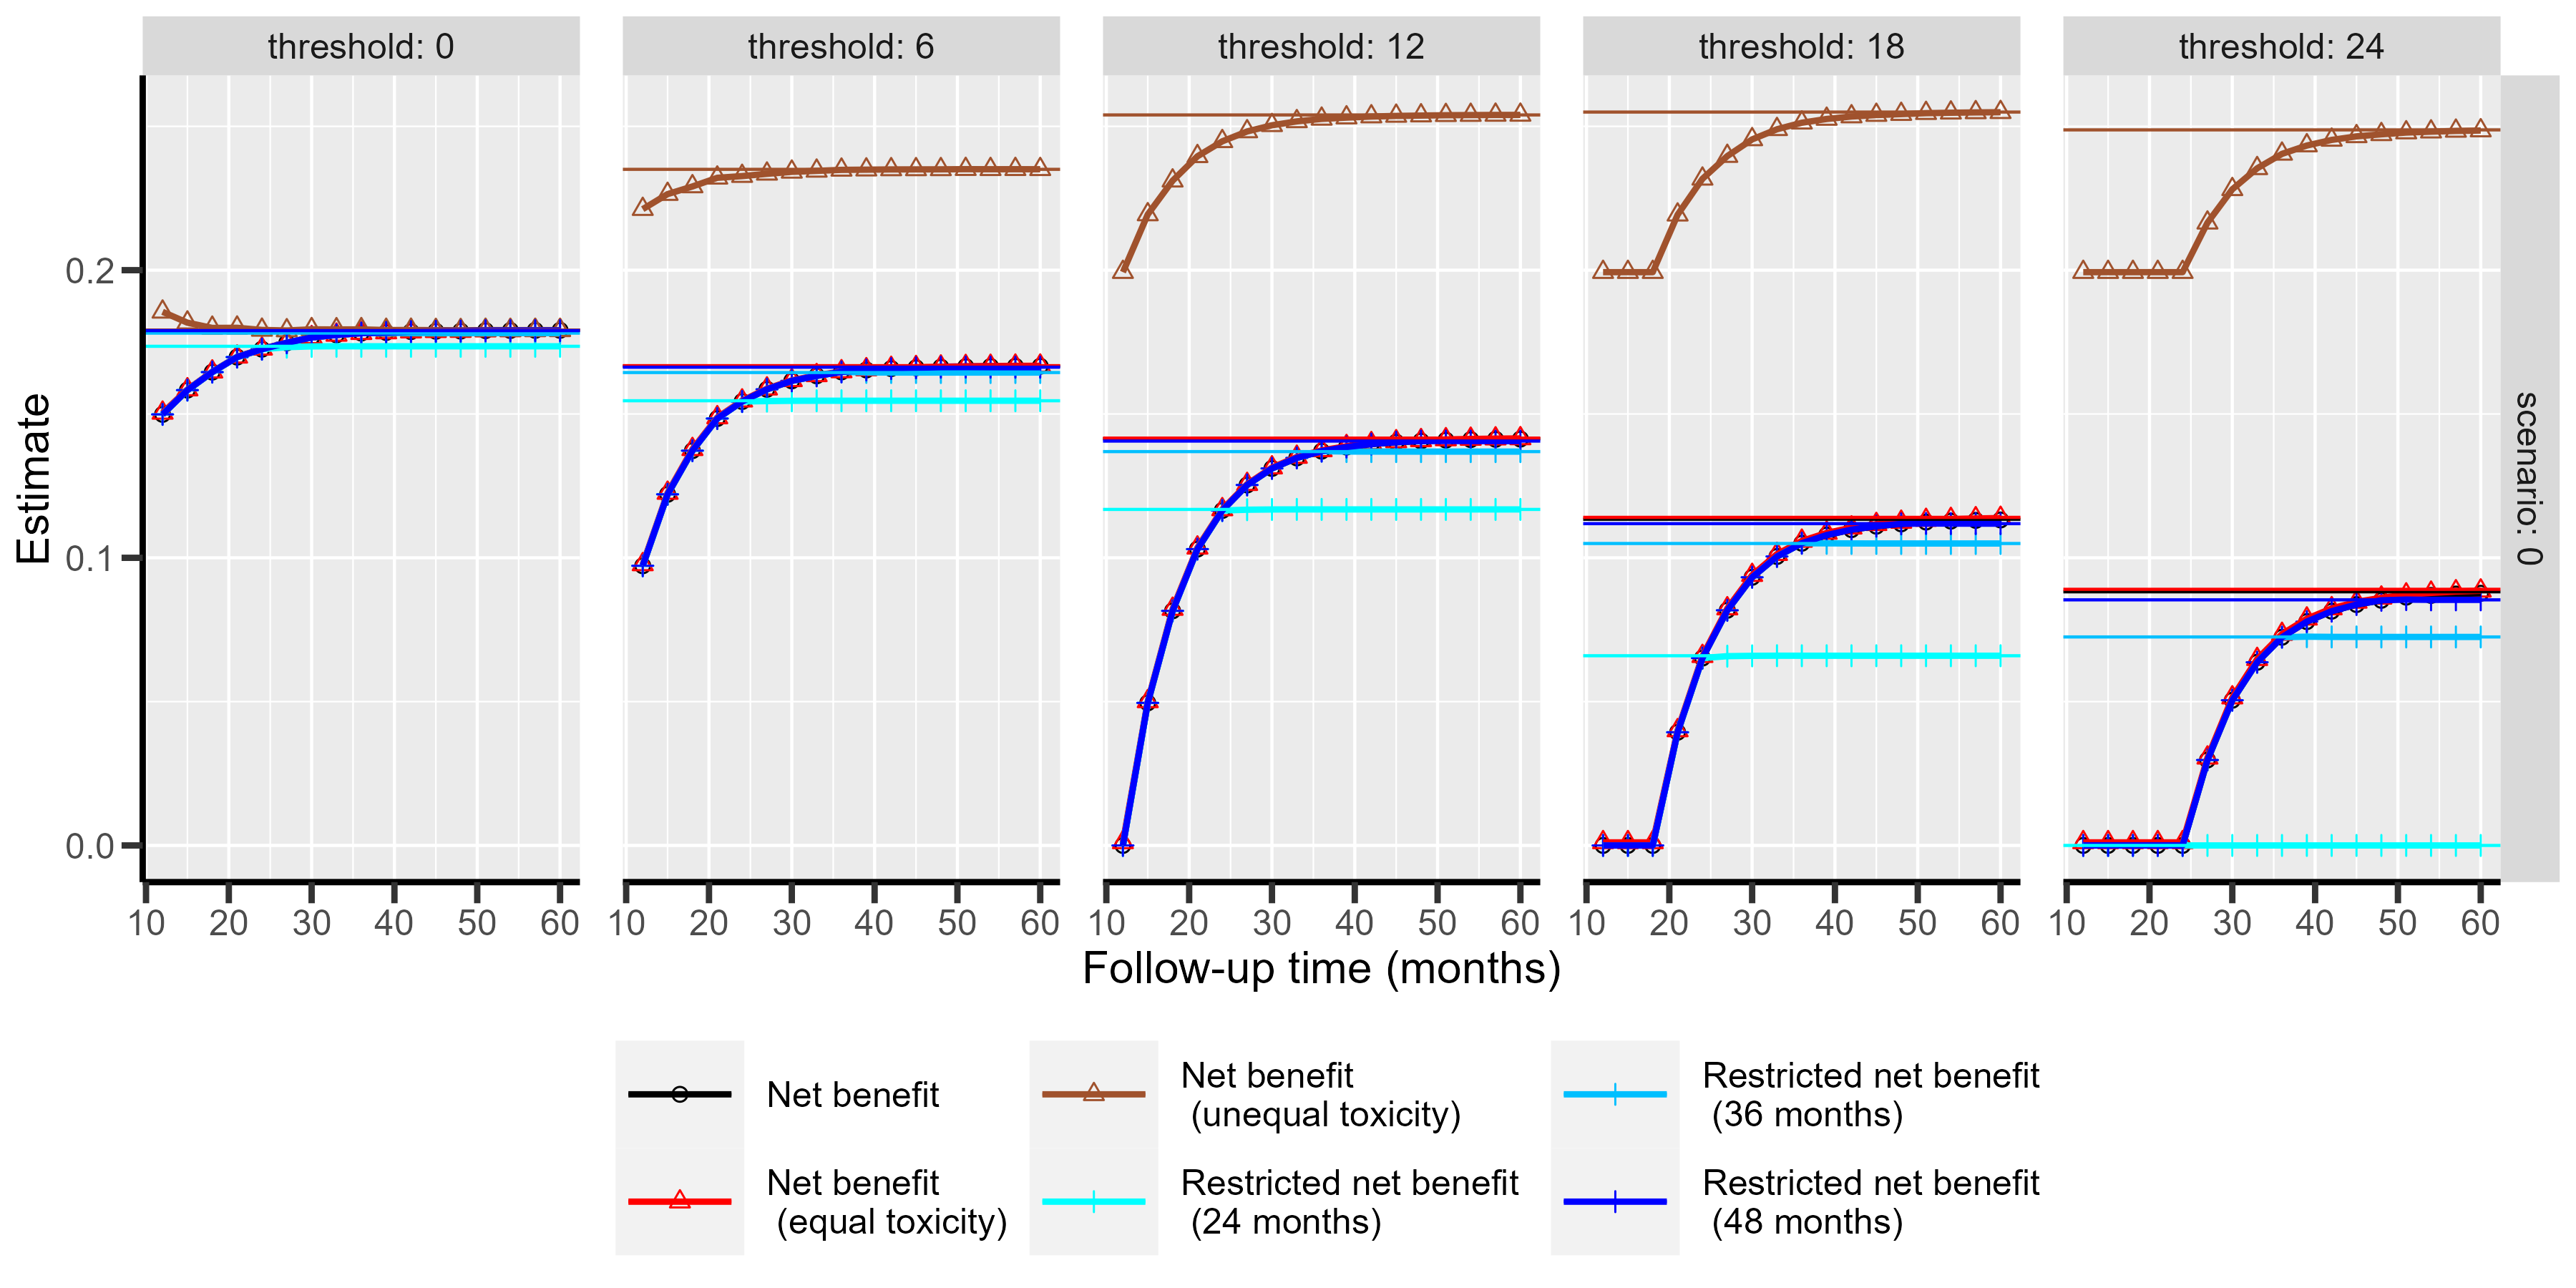 threshold: 0
threshold: 6
threshold: 12
threshold: 18
threshold: 24
scenario: 0
Estimate
0.2
0.1
0.0
10 20 30 40 50 60
10 20 30 40 50 60
10 20 30 40 50 60
10 20 30 40 50 60
10 20 30 40 50 60
Follow-up time (months)
Net benefit
Net benefit
(equal toxicity)
Net benefit
(unequal toxicity)
Restricted net benefit
(24 months)
Restricted net benefit
(36 months)
Restricted net benefit
(48 months)